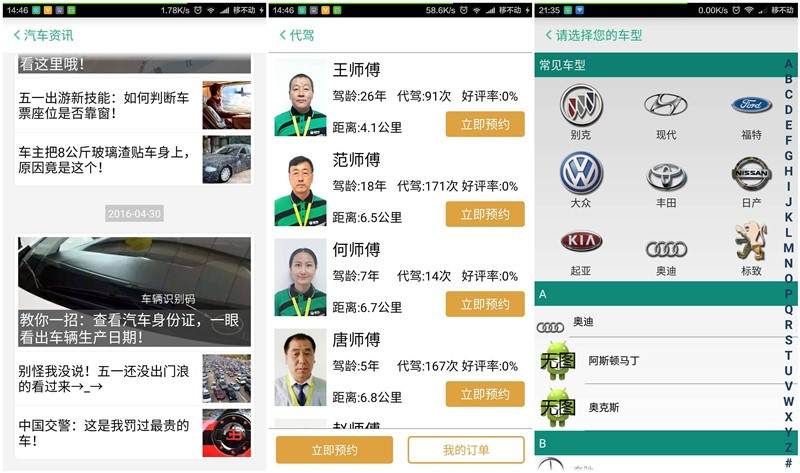 14:46
1.78K/s
移不动
汽车资讯
看这里哦！
五一出游新技能：如何判断车
票座位是否靠窗！
车主把8公斤玻璃渣贴车身上，
原因竟是这个！
2016-04-30
车辆识别码
教你一招：查看汽车身份证，一眼
看出车辆生产日期！
别怪我没说！五一还没出门浪
的看过来→_→
中国交警：这是我罚过最贵的
车！
14:46
58.6K/s
移不动
代驾
王师傅
驾龄:26年 代驾:91次 好评率:0%
距离:4.1公里
立即预约
范师傅
驾龄:18年 代驾:171次 好评率:0%
距离:6.5公里
立即预约
何师傅
驾龄:7年 代驾:14次 好评率:0%
距离:6.7公里
立即预约
唐师傅
驾龄:5年 代驾:167次 好评率:0%
距离:6.8公里
立即预约
赵师傅
立即预约
我的订单
21:35
0.00K/s
移不动
请选择您的车型
常见车型
别克
现代
Ford
福特
大众
丰田
NISSAN
日产
KIA
起亚
奥迪
标致
A
奥迪
无图
阿斯顿马丁
无图
奥克斯
B
奔驰
A
B
C
D
E
F
G
H
I
J
K
L
M
N
O
P
Q
R
S
T
U
V
W
X
Y
Z
#